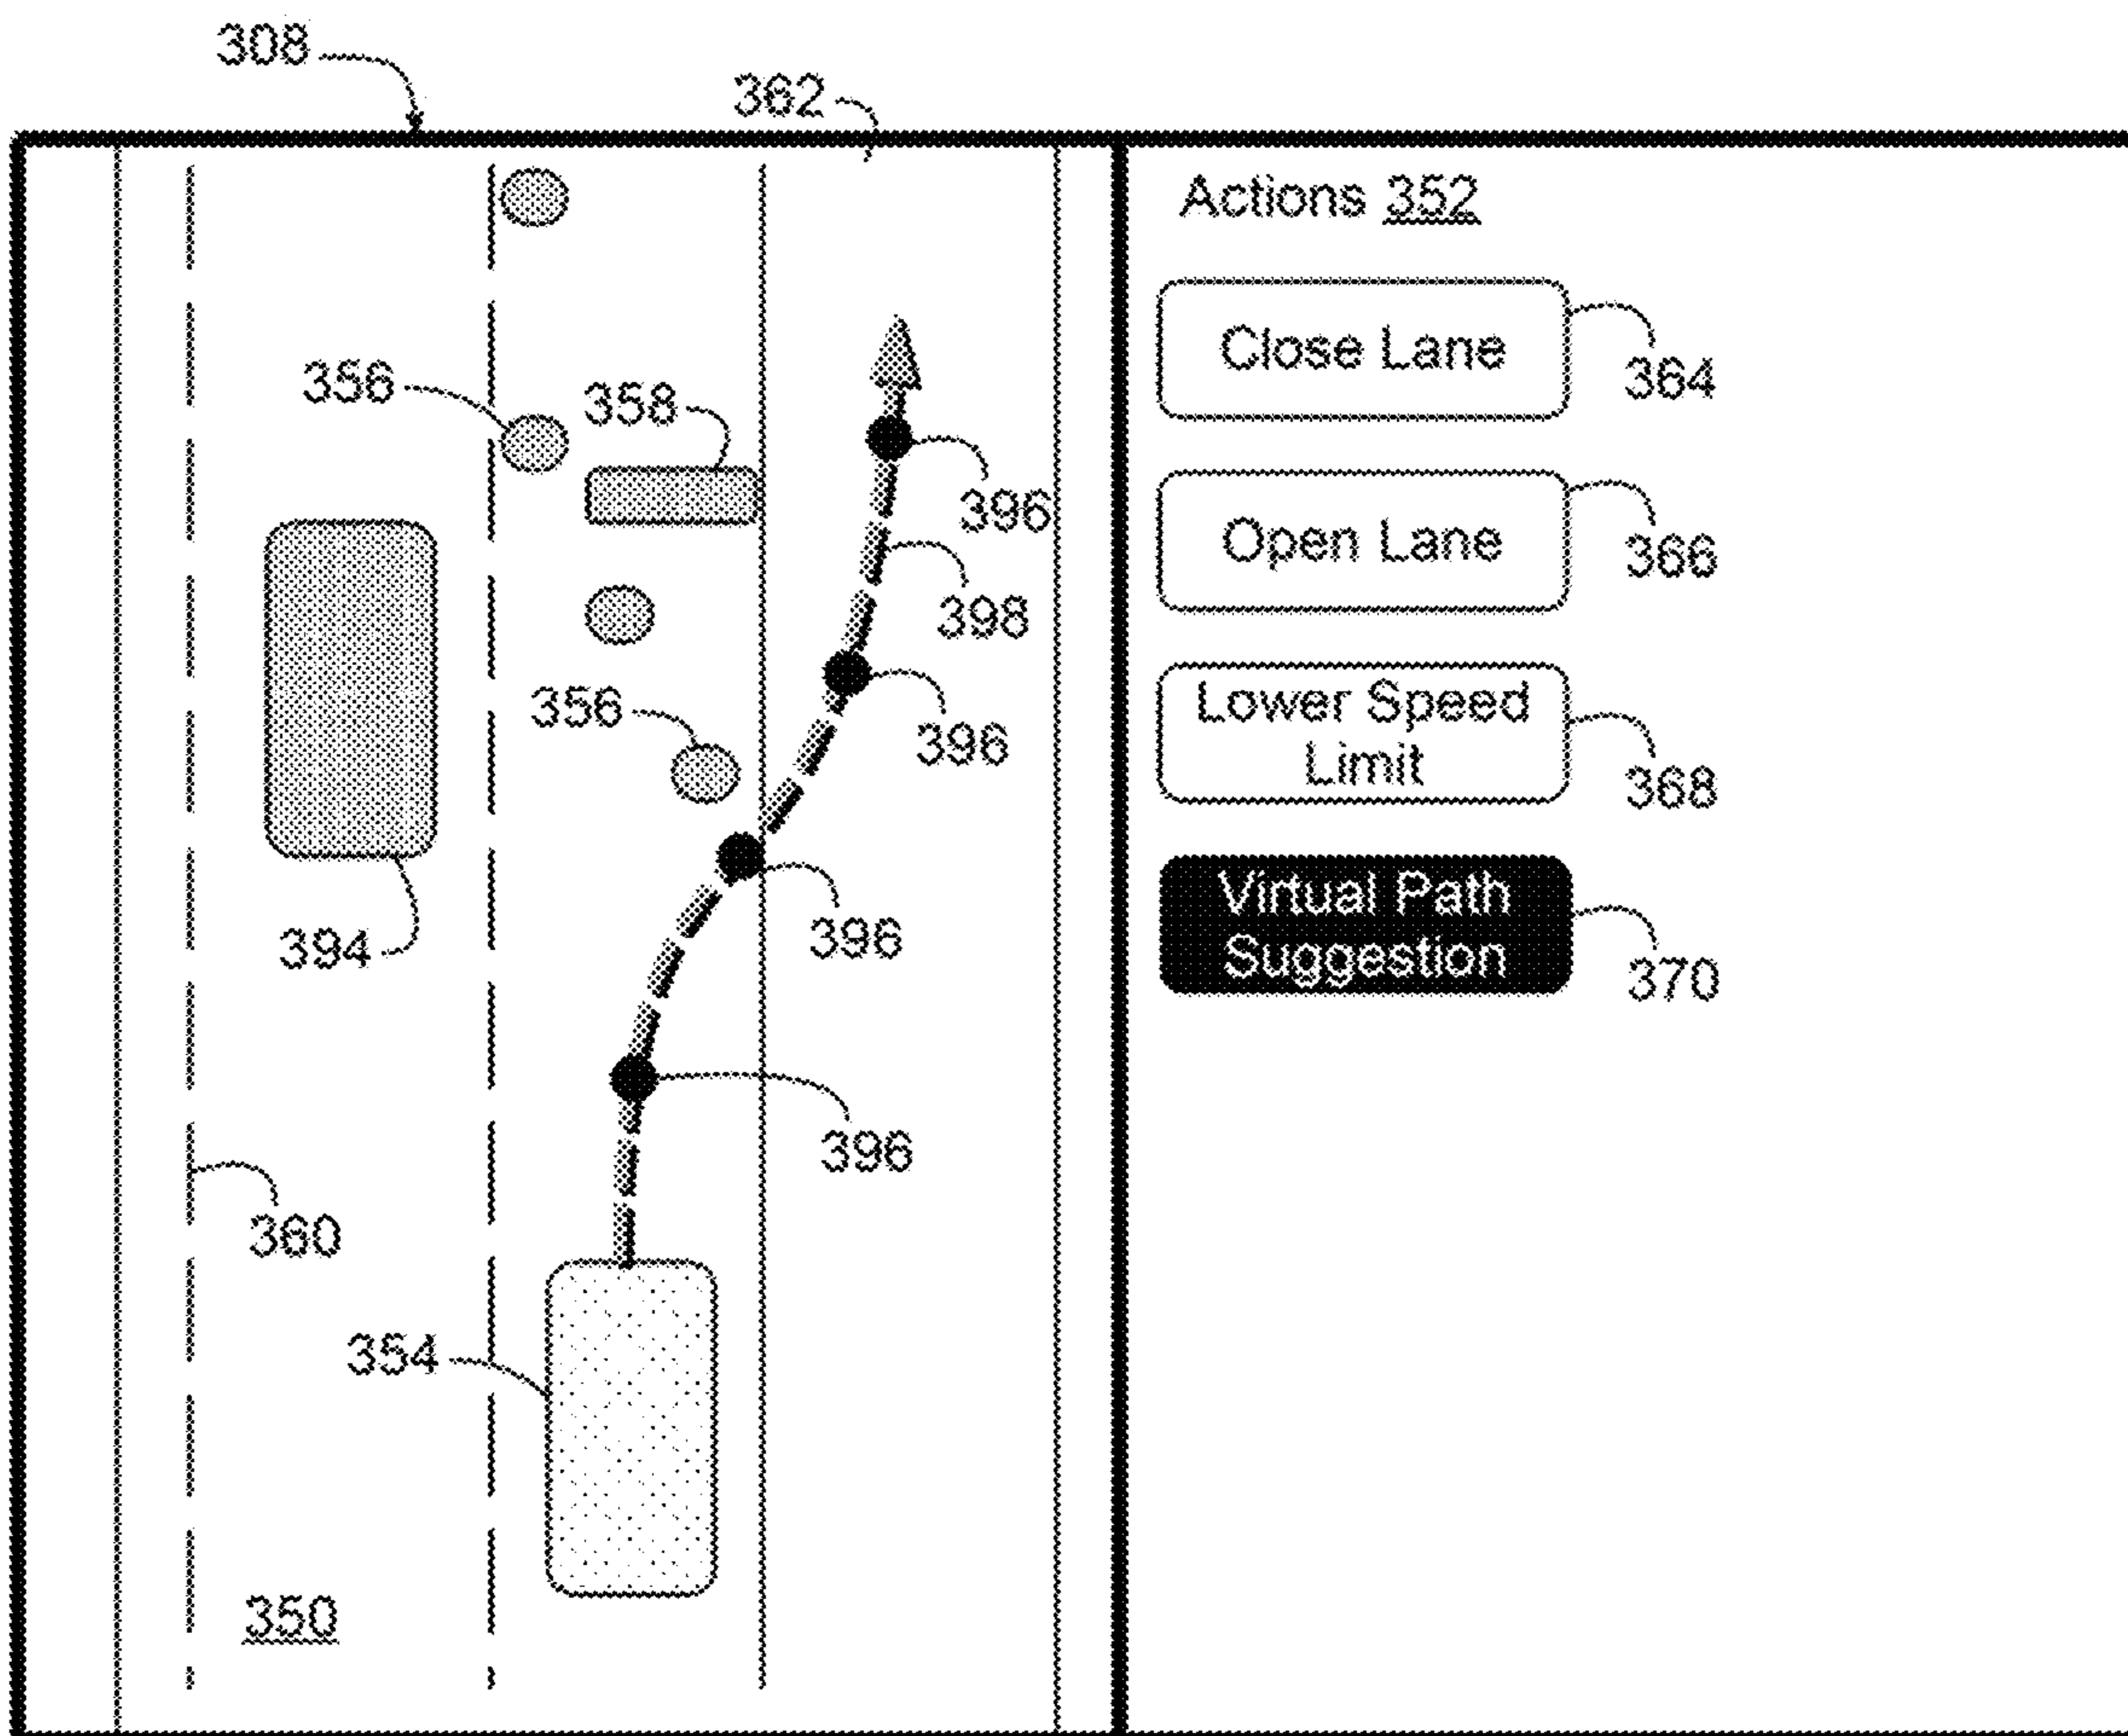 308
362
Actions 352
Close Lane
364
356
358
396
Open Lane
366
398
Lower Speed
Limit
368
356
396
Virtual Path
Suggestion
370
394
396
396
360
354
350